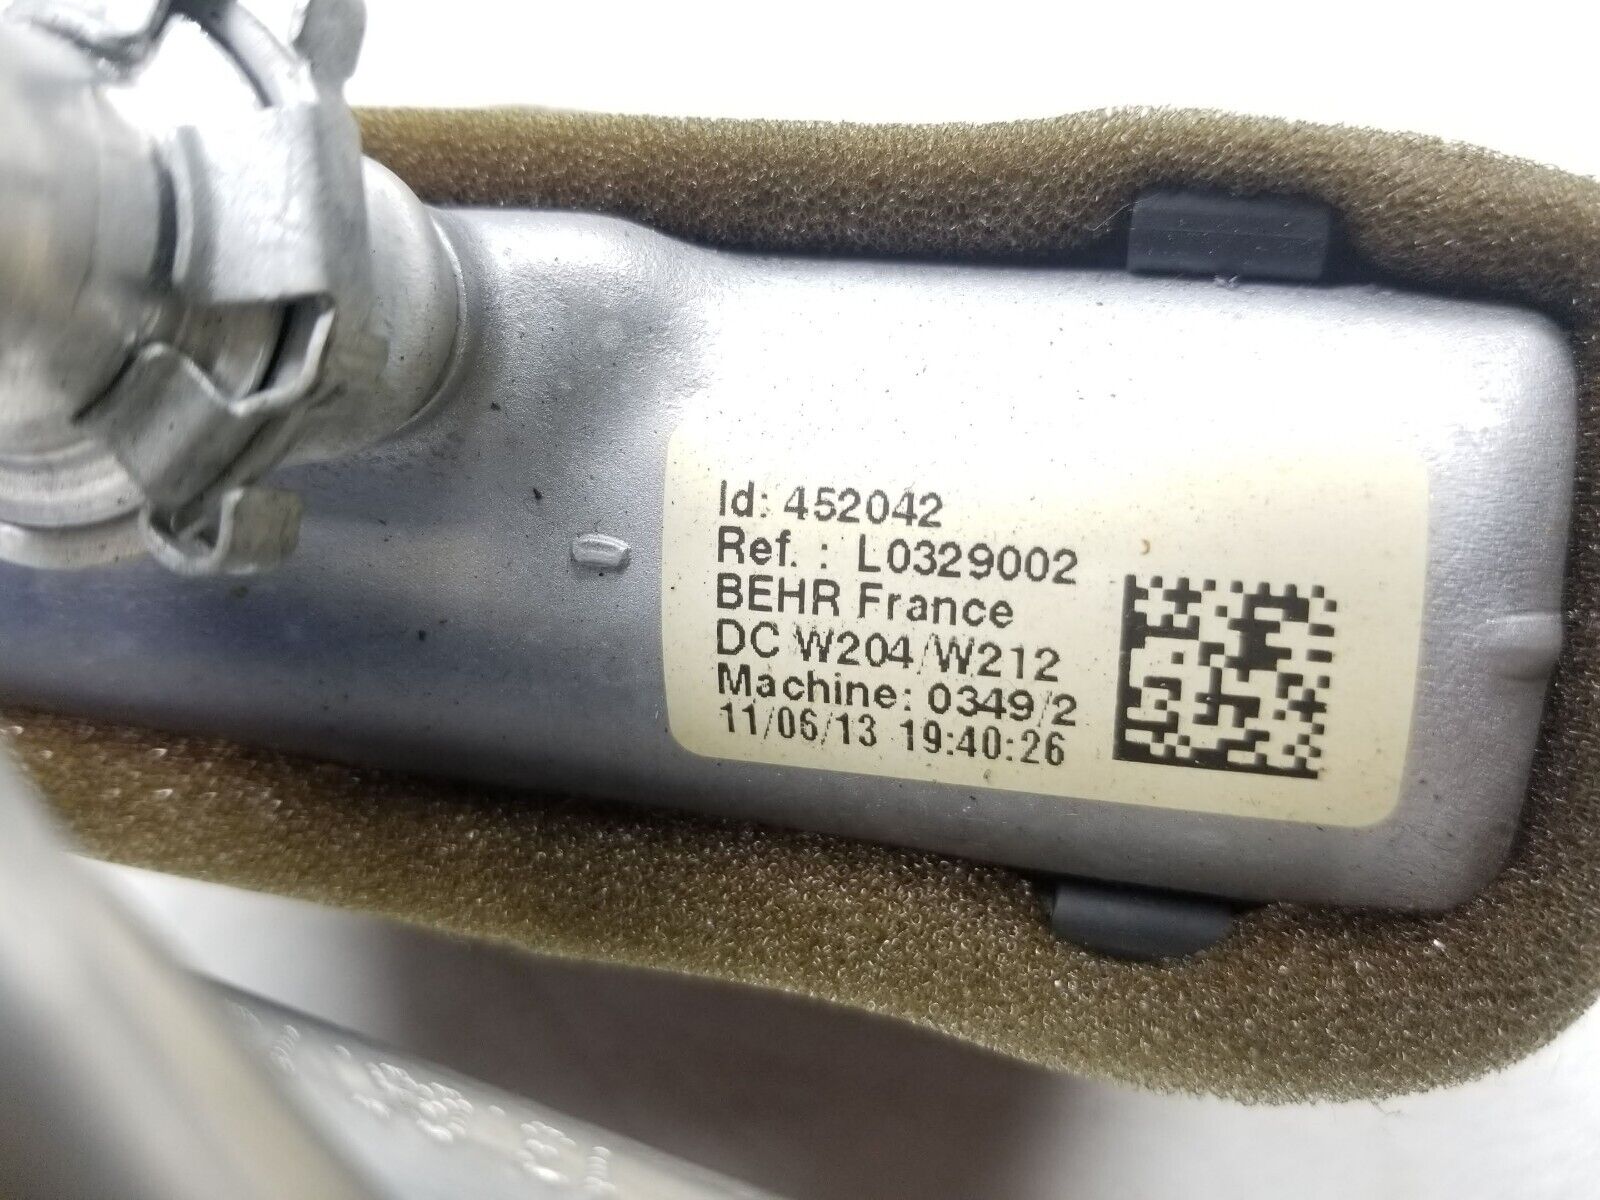 Id: 452042
Ref. : L0329002
BEHR France
DC W204/W212
Machine: 0349/2
11/06/13 19:40:26